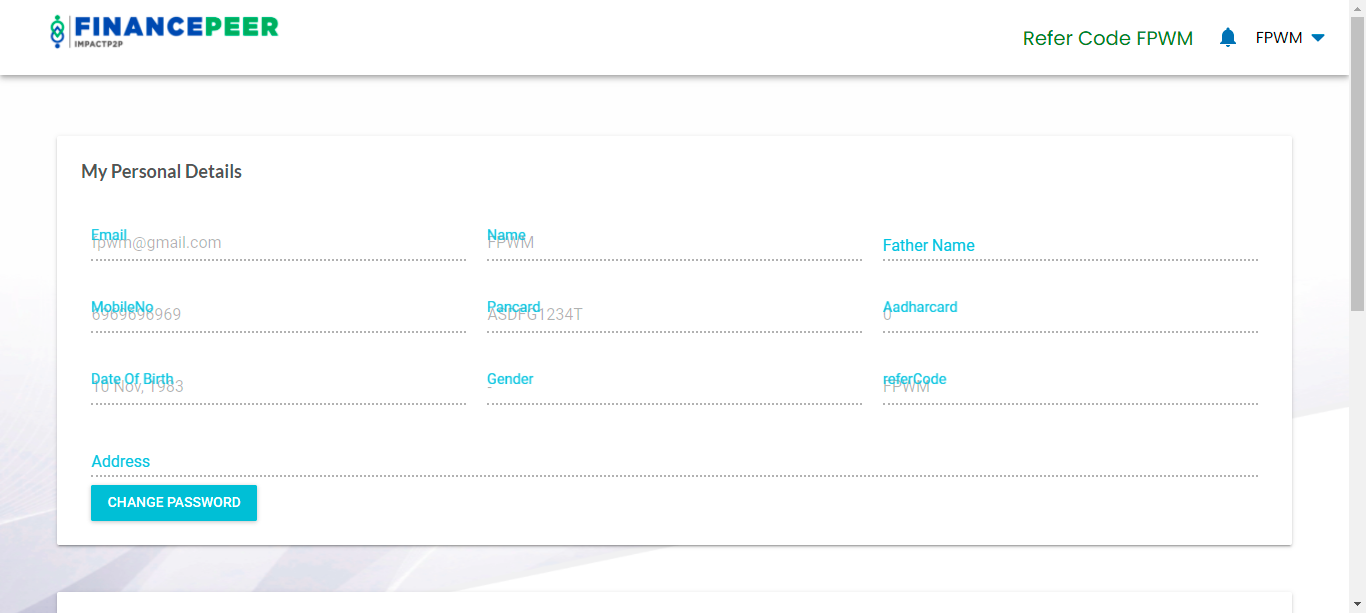 FINANCEPEER
IMPACTP2P
Refer Code FPWM
FPWM
My Personal Details
Email
fpwm@gmail.com
Name
FPWM
Father Name
MobileNo
6969696969
Pancard
ASDFG1234T
Aadharcard
0
Date Of Birth
10 Nov, 1983
Gender
-
referCode
FPWM
Address
CHANGE PASSWORD